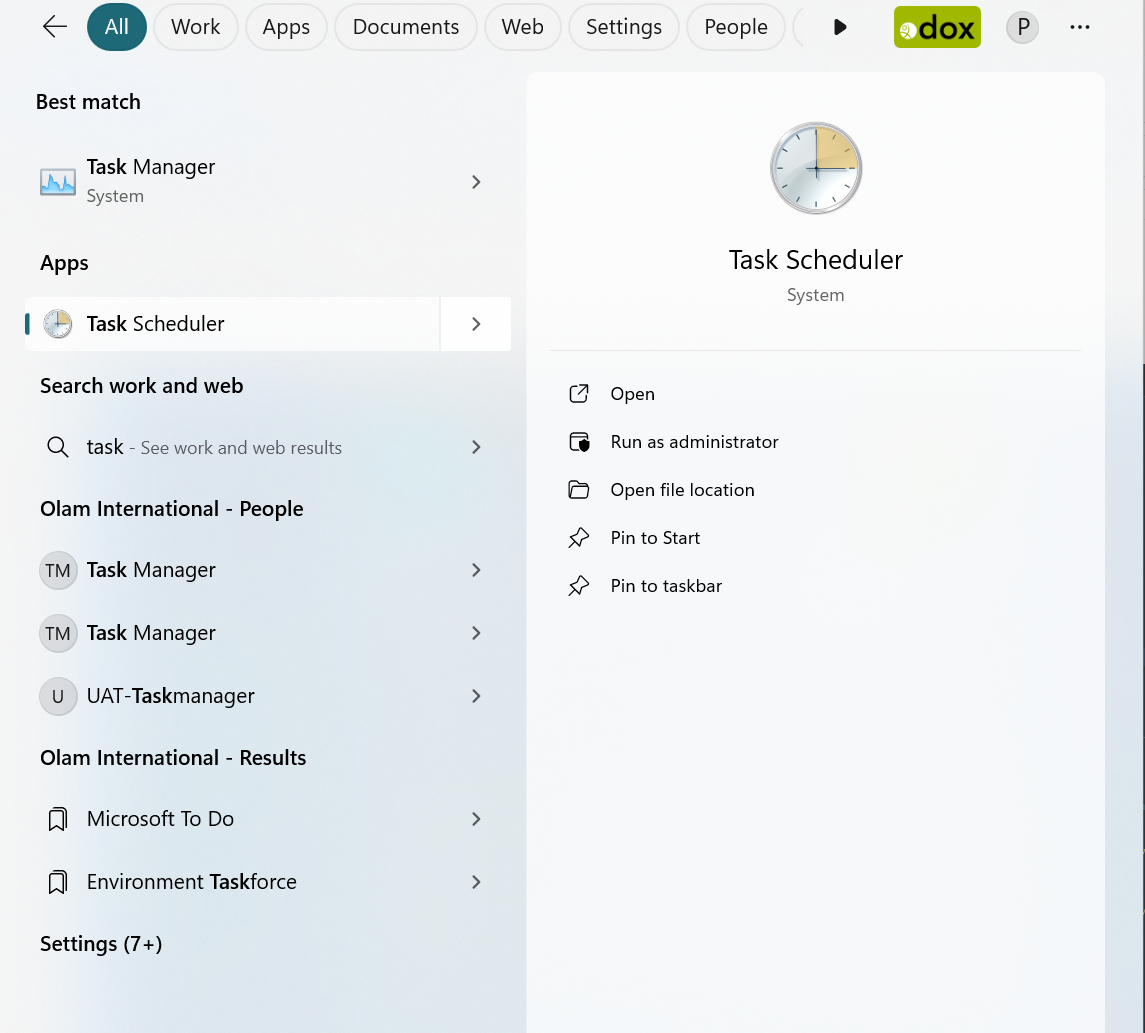 All
Work
Apps
Documents
Web
Settings
People
dox
P
Best match
Task Manager
System
Apps
Task Scheduler
Search work and web
task - See work and web results
Olam International - People
TM Task Manager
TM Task Manager
U UAT-Taskmanager
Olam International - Results
Microsoft To Do
Environment Taskforce
Settings (7+)
Task Scheduler
System
Open
Run as administrator
Open file location
Pin to Start
Pin to taskbar